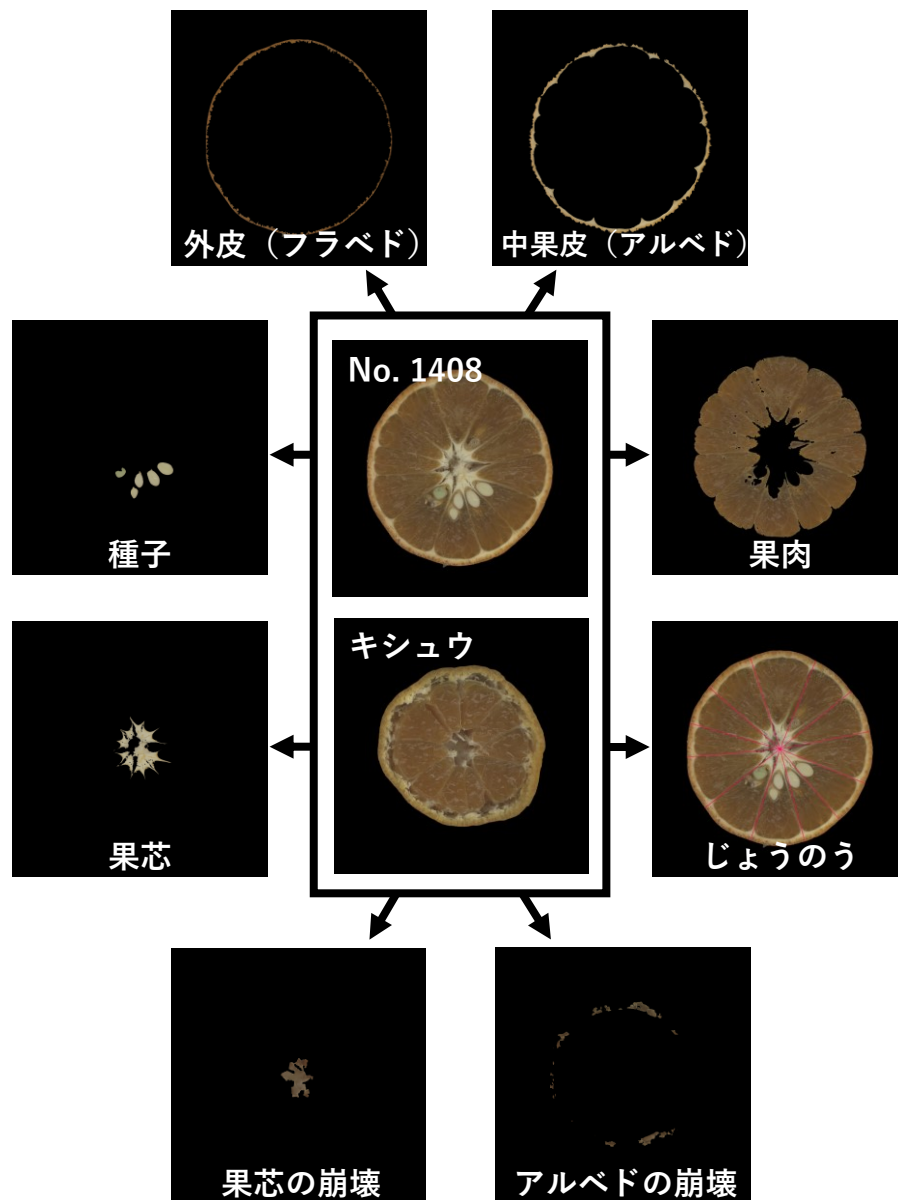 外皮（フラベド）
中果皮（アルベド）
No. 1408
種子
果肉
キシュウ
果芯
じょうのう
果芯の崩壊
アルベドの崩壊